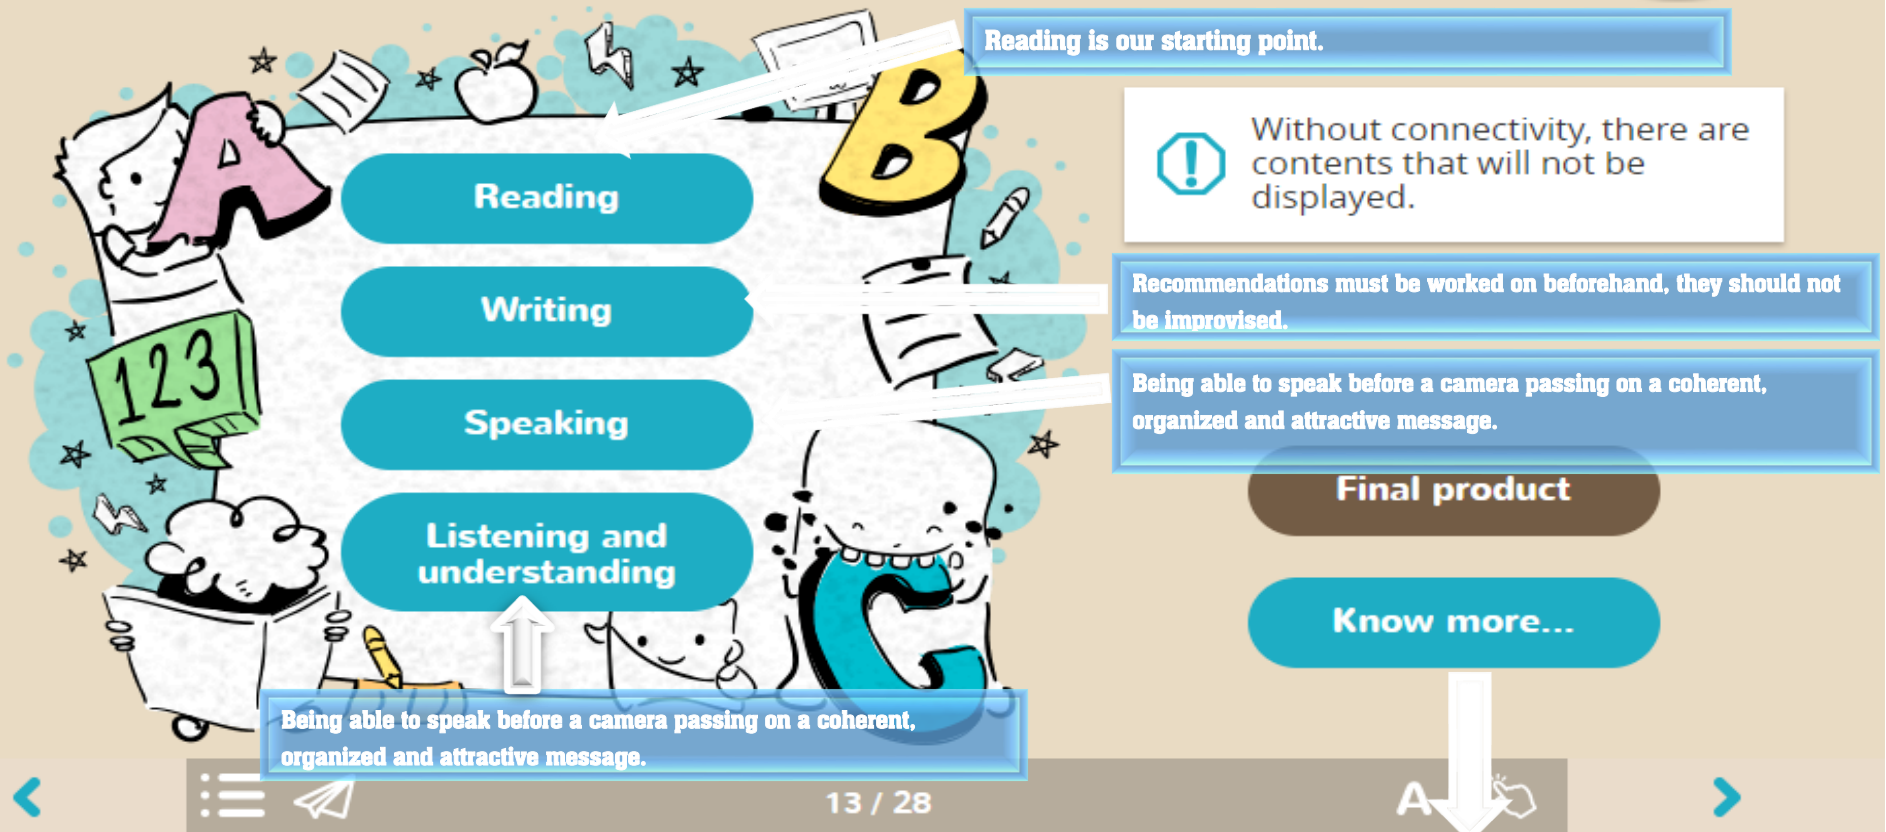 Reading is our starting point.
A
B
Without connectivity, there are
contents that will not be
displayed.
Reading
Recommendations must be worked on beforehand, they should not
be improvised.
Writing
123
Being able to speak before a camera passing on a coherent,
organized and attractive message.
Speaking
Final product
Listening and
understanding
C
Know more...
Being able to speak before a camera passing on a coherent,
organized and attractive message.
13 / 28
A